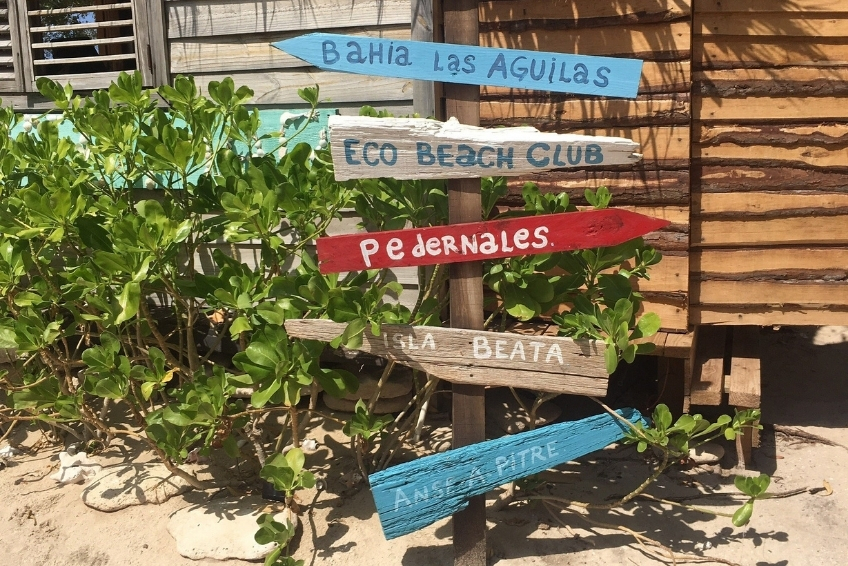 BaHia Las AGUiLAS
ECO BEACH CLUB
PedeRNALES.
iSLA BEATA
ANSE A PITRE